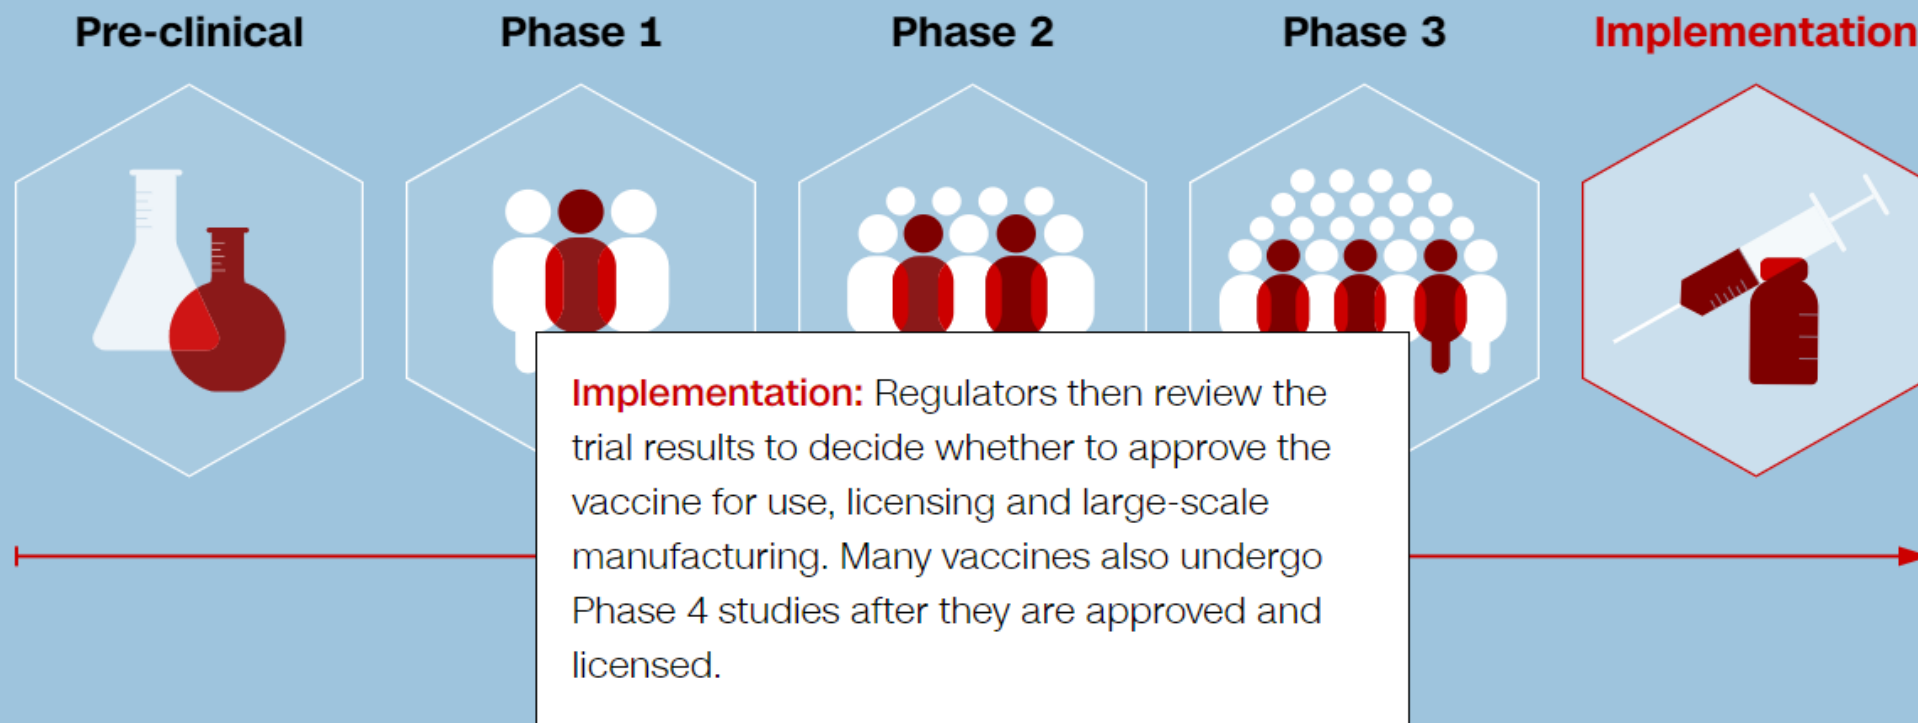 Pre-clinical
Phase 1
Phase 2
Phase 3
Implementation
Implementation: Regulators then review the
trial results to decide whether to approve the
vaccine for use, licensing and large-scale
manufacturing. Many vaccines also undergo
Phase 4 studies after they are approved and
licensed.